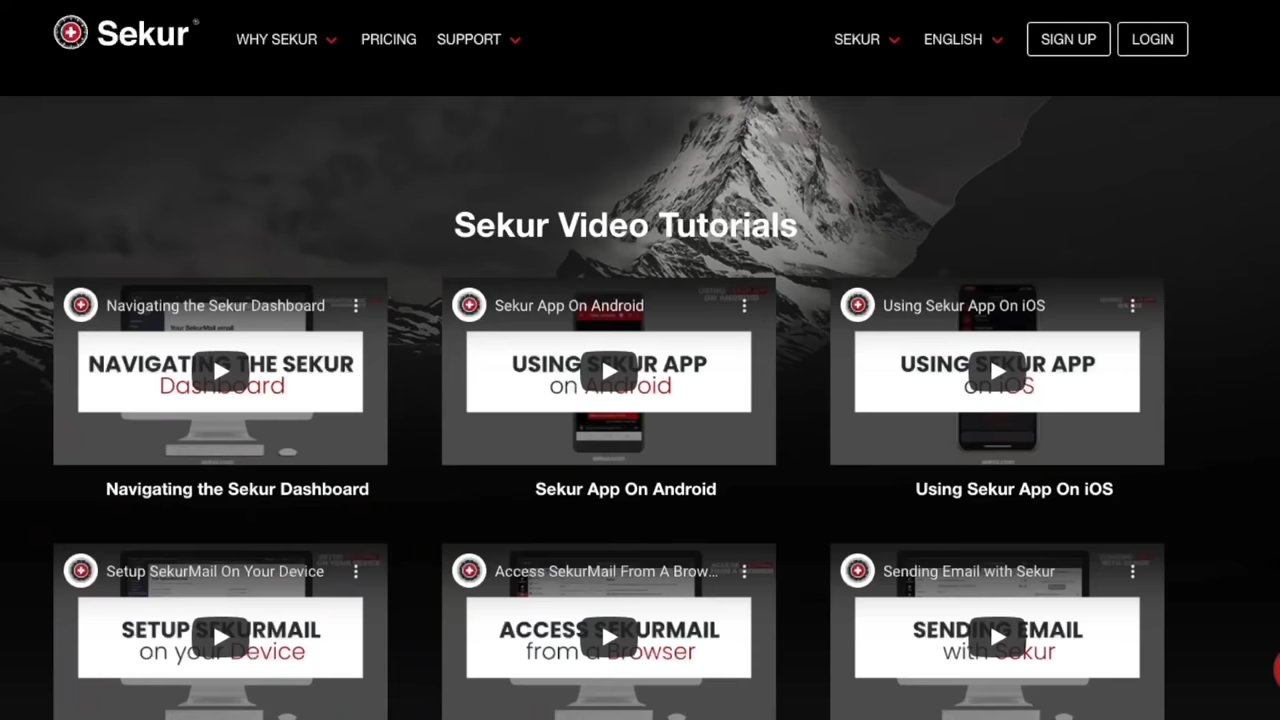 Sekur
WHY SEKUR
PRICING
SUPPORT
SEKUR
ENGLISH
SIGN UP
LOGIN
Sekur Video Tutorials
Navigating the Sekur Dashboard
Your SekurMail email
NAVIGATING THE SEKUR
Dashboard
Navigating the Sekur Dashboard
Sekur App On Android
USING SEKUR APP
on Android
Sekur App On Android
Using Sekur App On iOS
USING SEKUR APP
on iOS
Using Sekur App On iOS
Setup SekurMail On Your Device
SETUP SEKURMAIL
on your Device
Access SekurMail From A Brow...
ACCESS SEKURMAIL
from a Browser
Sending Email with Sekur
SENDING EMAIL
with Sekur